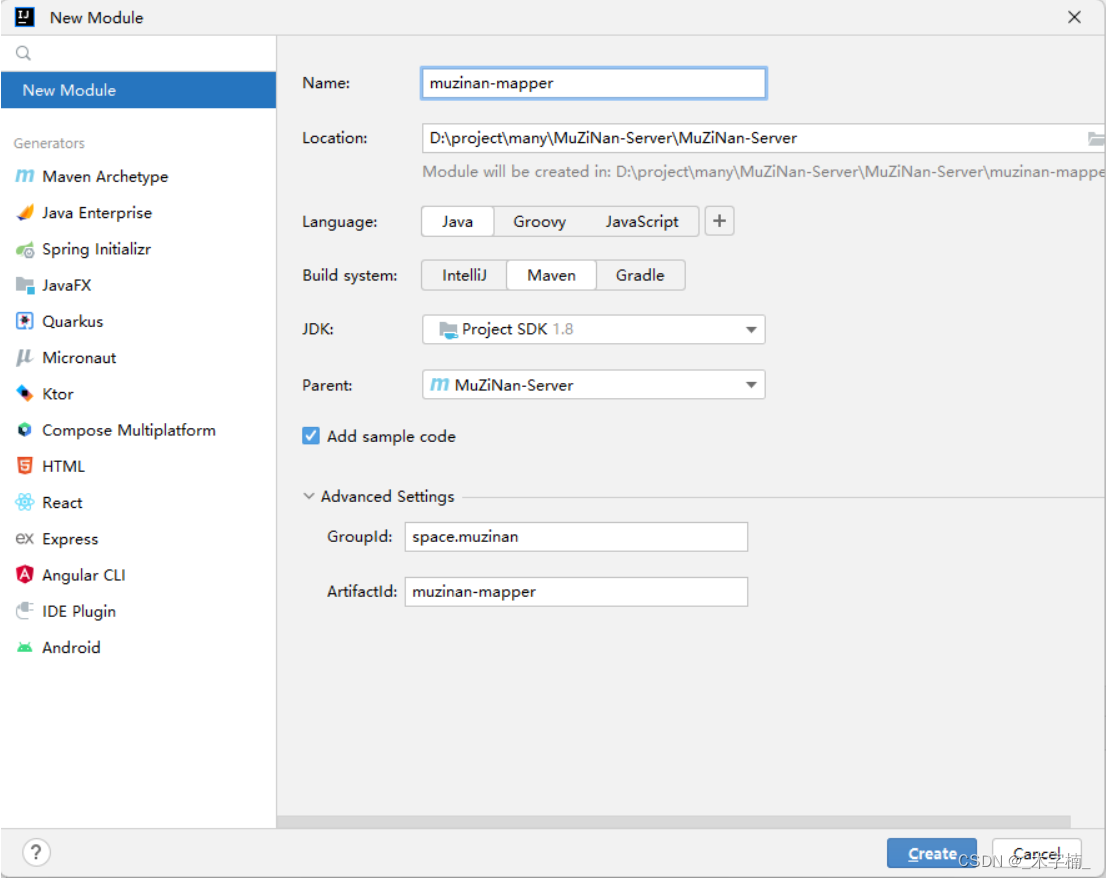 New Module
New Module
Generators
Maven Archetype
Java Enterprise
Spring Initializr
JavaFX
Quarkus
Micronaut
Ktor
Compose Multiplatform
HTML
React
Express
Angular CLI
IDE Plugin
Android
Name: muzinan-mapper
Location: D:\project\many\MuZiNan-Server\MuZiNan-Server
Module will be created in: D:\project\many\MuZiNan-Server\MuZiNan-Server\muzinan-mappe
Language: Java Groovy JavaScript +
Build system: IntelliJ Maven Gradle
JDK: Project SDK 1.8
Parent: MuZiNan-Server
Add sample code
Advanced Settings
GroupId: space.muzinan
ArtifactId: muzinan-mapper
? Create Cancel
CSDN @_木字楠_